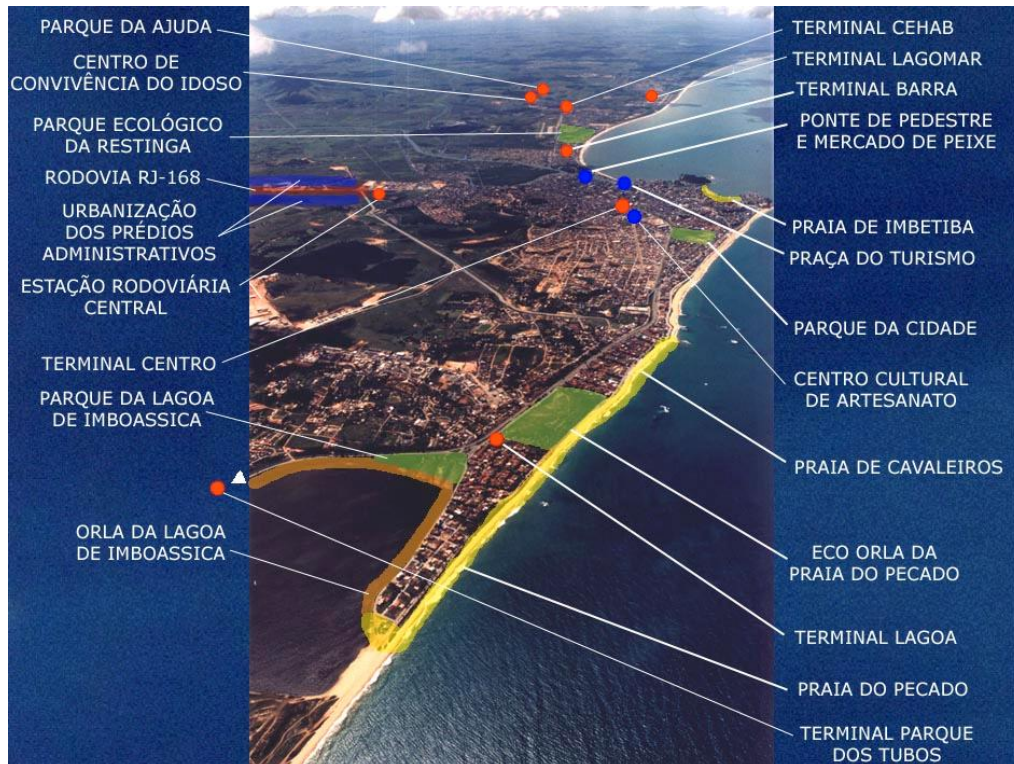 PARQUE DA AJUDA
CENTRO DE
CONVIVÊNCIA DO IDOSO
PARQUE ECOLÓGICO
DA RESTINGA
RODOVIA RJ-168
URBANIZAÇÃO
DOS PRÉDIOS
ADMINISTRATIVOS
ESTAÇÃO RODOVIÁRIA
CENTRAL
TERMINAL CENTRO
PARQUE DA LAGOA
DE IMBOASSICA
ORLA DA LAGOA
DE IMBOASSICA
TERMINAL CEHAB
TERMINAL LAGOMAR
TERMINAL BARRA
PONTE DE PEDESTRE
E MERCADO DE PEIXE
PRAIA DE IMBETIBA
PRAÇA DO TURISMO
PARQUE DA CIDADE
CENTRO CULTURAL
DE ARTESANATO
PRAIA DE CAVALEIROS
ECO ORLA DA
PRAIA DO PECADO
TERMINAL LAGOA
PRAIA DO PECADO
TERMINAL PARQUE
DOS TUBOS